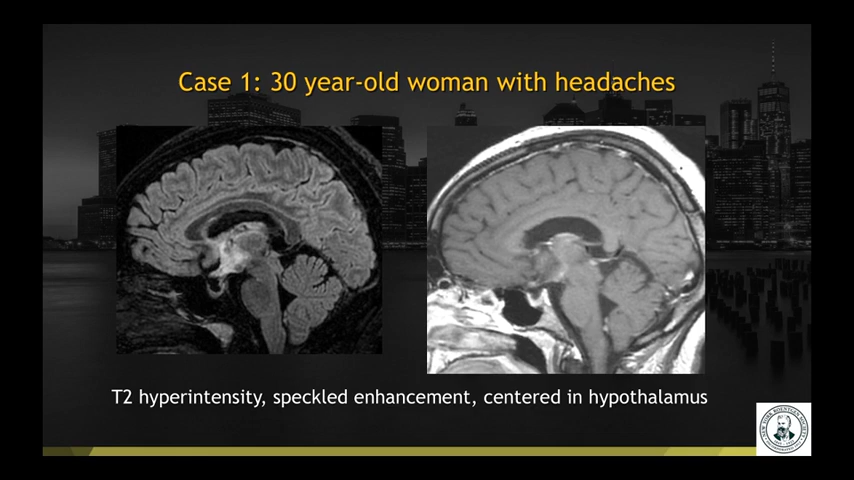 Case 1: 30 year-old woman with headaches
T2 hyperintensity, speckled enhancement, centered in hypothalamus